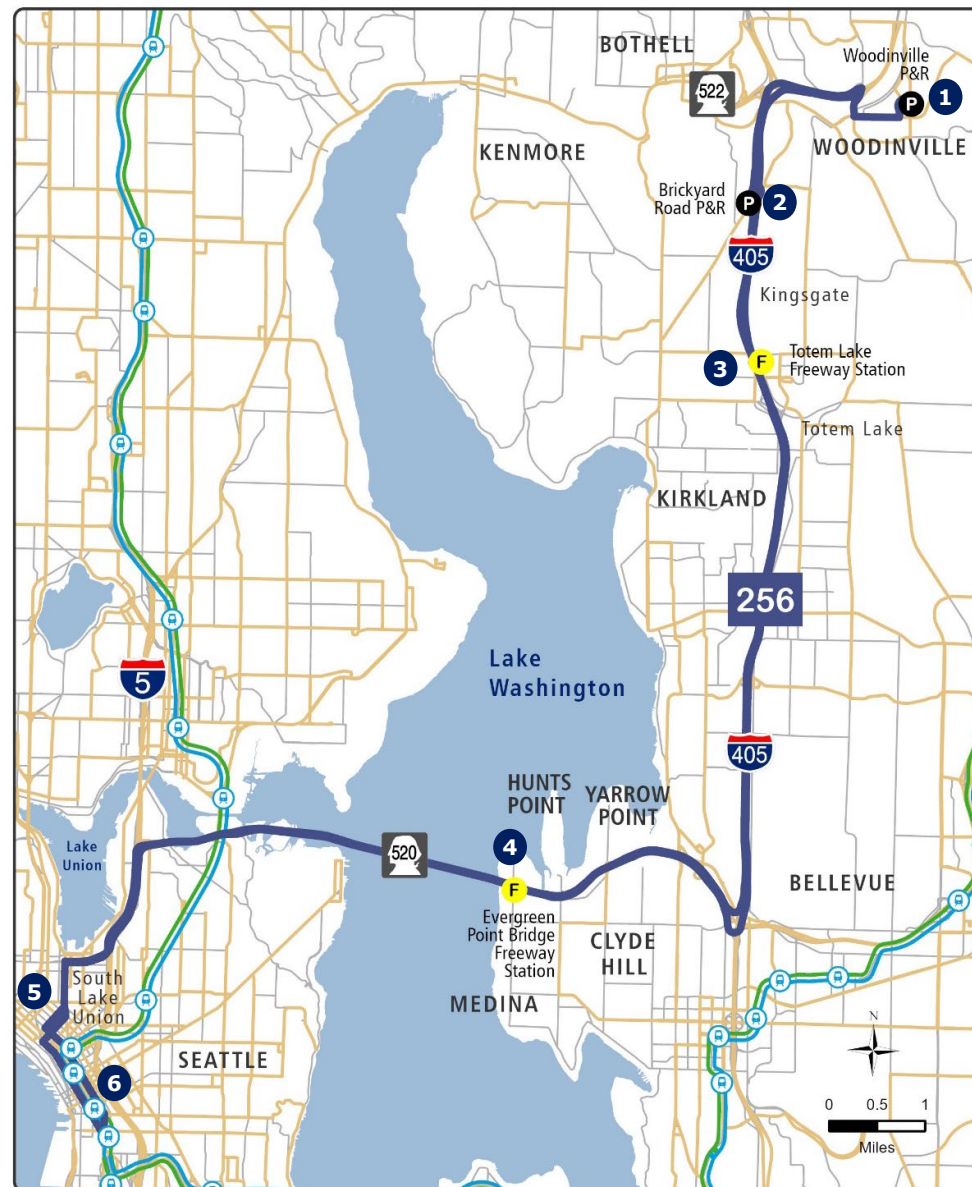 BOTHELL
Woodinville
P&R
P
1
522
WOODINVILLE
KENMORE
Brickyard
Road P&R
P
2
405
Kingsgate
3
F
Totem Lake
Freeway Station
Totem Lake
KIRKLAND
256
Lake
Washington
5
405
HUNTS
POINT
YARROW
POINT
Lake
Union
520
4
F
BELLEVUE
Evergreen
Point Bridge
Freeway
Station
CLYDE
HILL
MEDINA
5
South
Lake
Union
SEATTLE
6
N
0 0.5 1
Miles